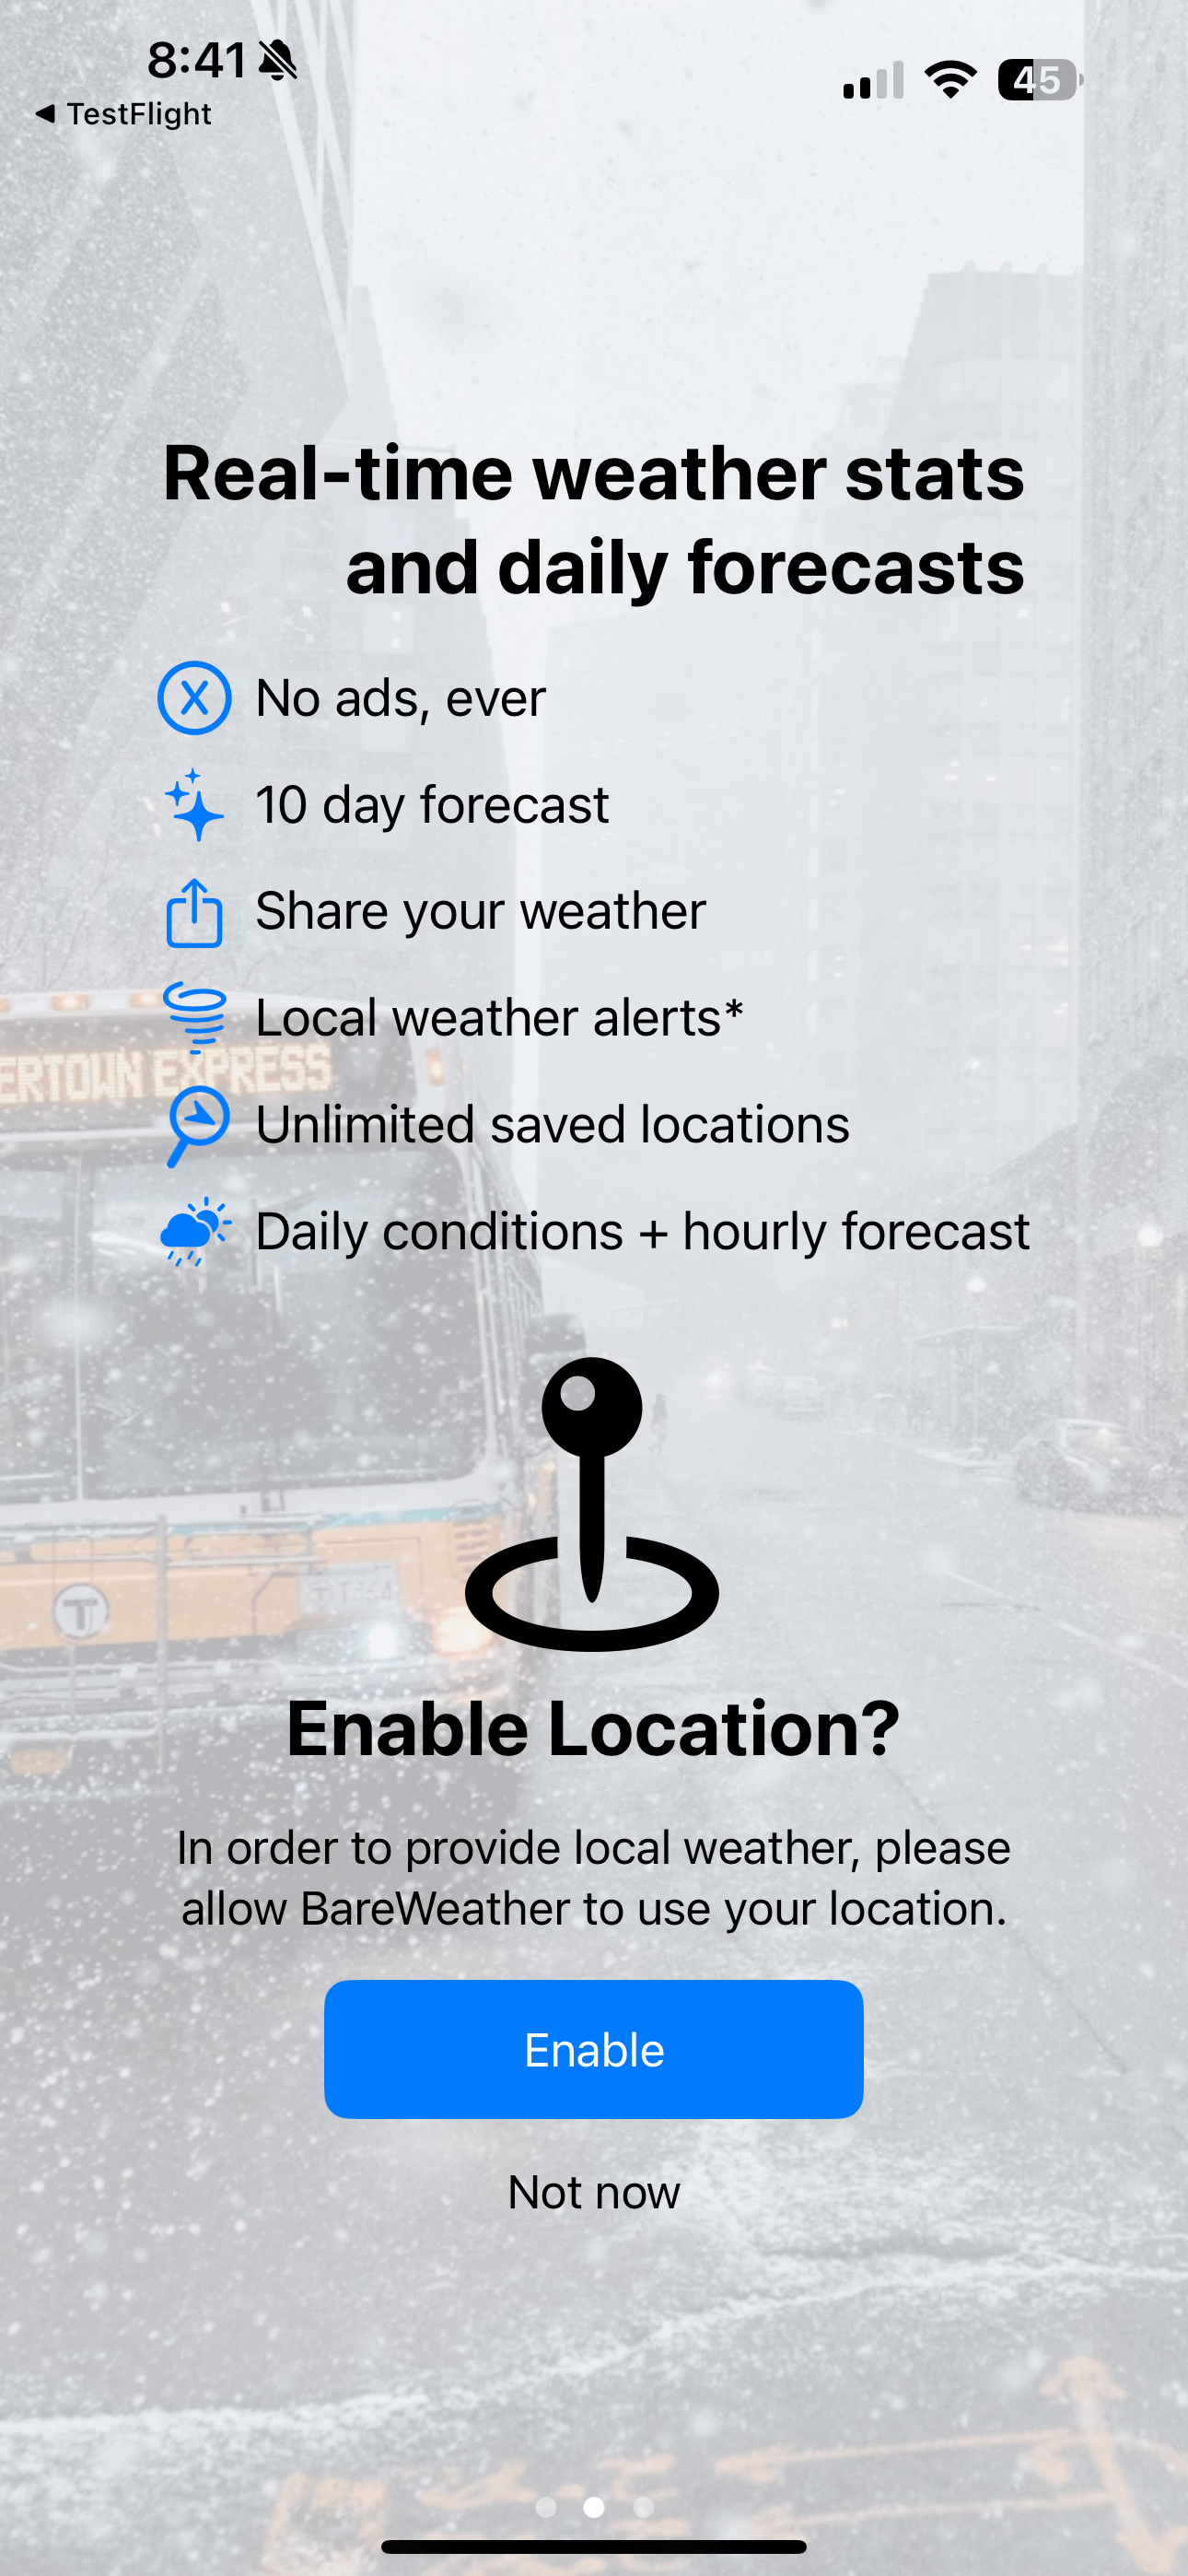 8:41
45
TestFlight
Real-time weather stats
and daily forecasts
No ads, ever
10 day forecast
Share your weather
Local weather alerts*
ERTOWN EXPRESS
Unlimited saved locations
Daily conditions + hourly forecast
T
Enable Location?
In order to provide local weather, please
allow BareWeather to use your location.
Enable
Not now